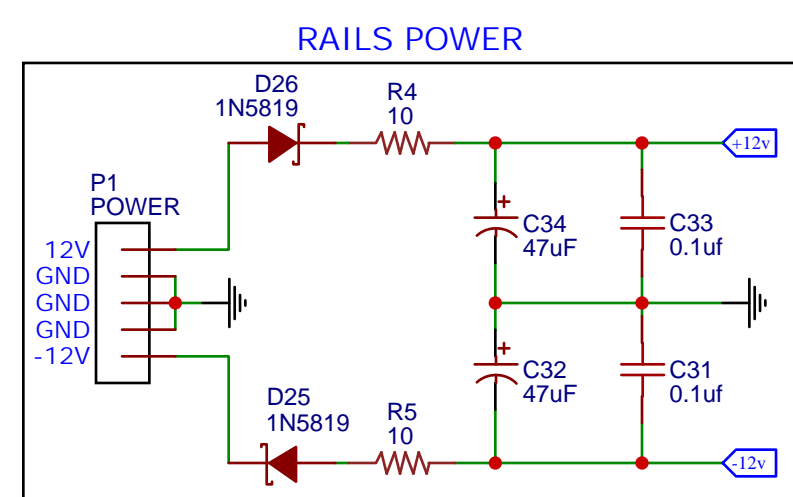 RAILS POWER
D26
1N5819
R4
10
+12v
P1
POWER
12V
GND
GND
GND
-12V
+
C34
47uF
C33
0.1uf
+
C32
47uF
C31
0.1uf
D25
1N5819
R5
10
-12v